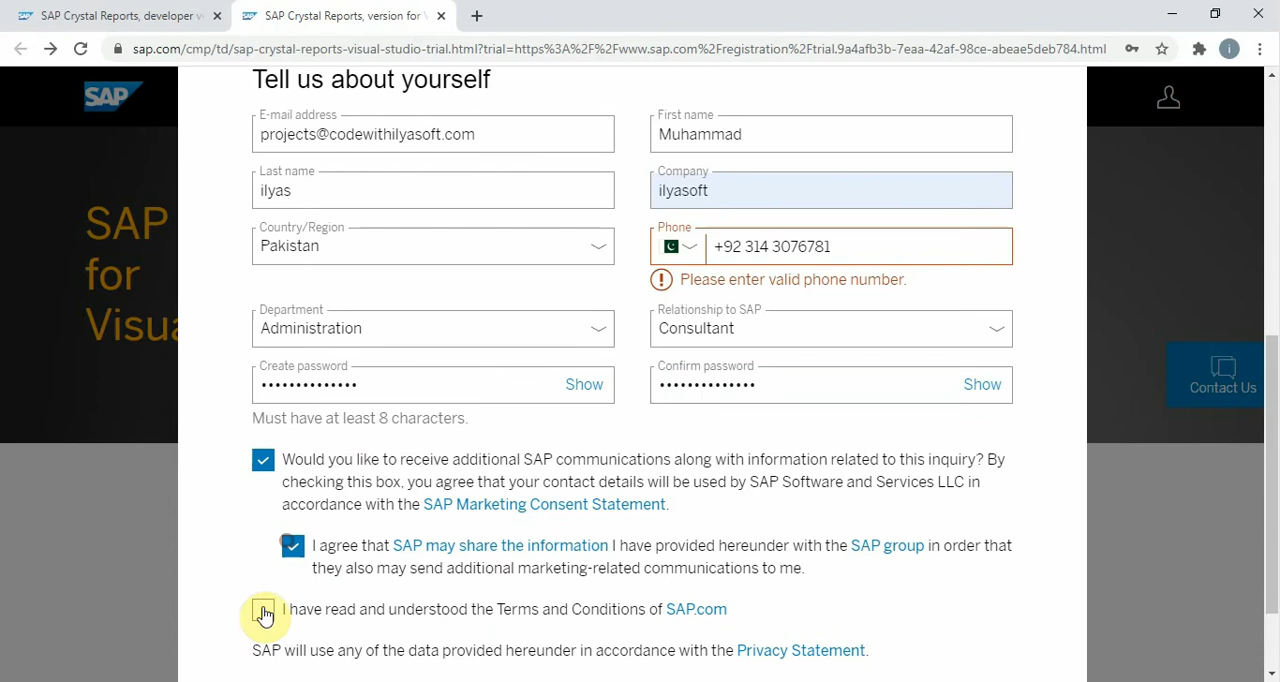 SAP Crystal Reports, developer v
SAP Crystal Reports, version for V
sap.com/cmp/td/sap-crystal-reports-visual-studio-trial.html?trial=https%3A%2F%2Fwww.sap.com%2Fregistration%2Ftrial.9a4afb3b-7eaa-42af-98ce-abeae5deb784.html
i
SAP
SAP
for
Visua
Tell us about yourself
E-mail address
projects@codewithilyasoft.com
First name
Muhammad
Last name
ilyas
Company
ilyasoft
Country/Region
Pakistan
Phone
+92 314 3076781
Please enter valid phone number.
Department
Administration
Relationship to SAP
Consultant
Create password
Show
Confirm password
Show
Must have at least 8 characters.
Would you like to receive additional SAP communications along with information related to this inquiry? By
checking this box, you agree that your contact details will be used by SAP Software and Services LLC in
accordance with the SAP Marketing Consent Statement.
I agree that SAP may share the information I have provided hereunder with the SAP group in order that
they also may send additional marketing-related communications to me.
I have read and understood the Terms and Conditions of SAP.com
SAP will use any of the data provided hereunder in accordance with the Privacy Statement.
Contact Us